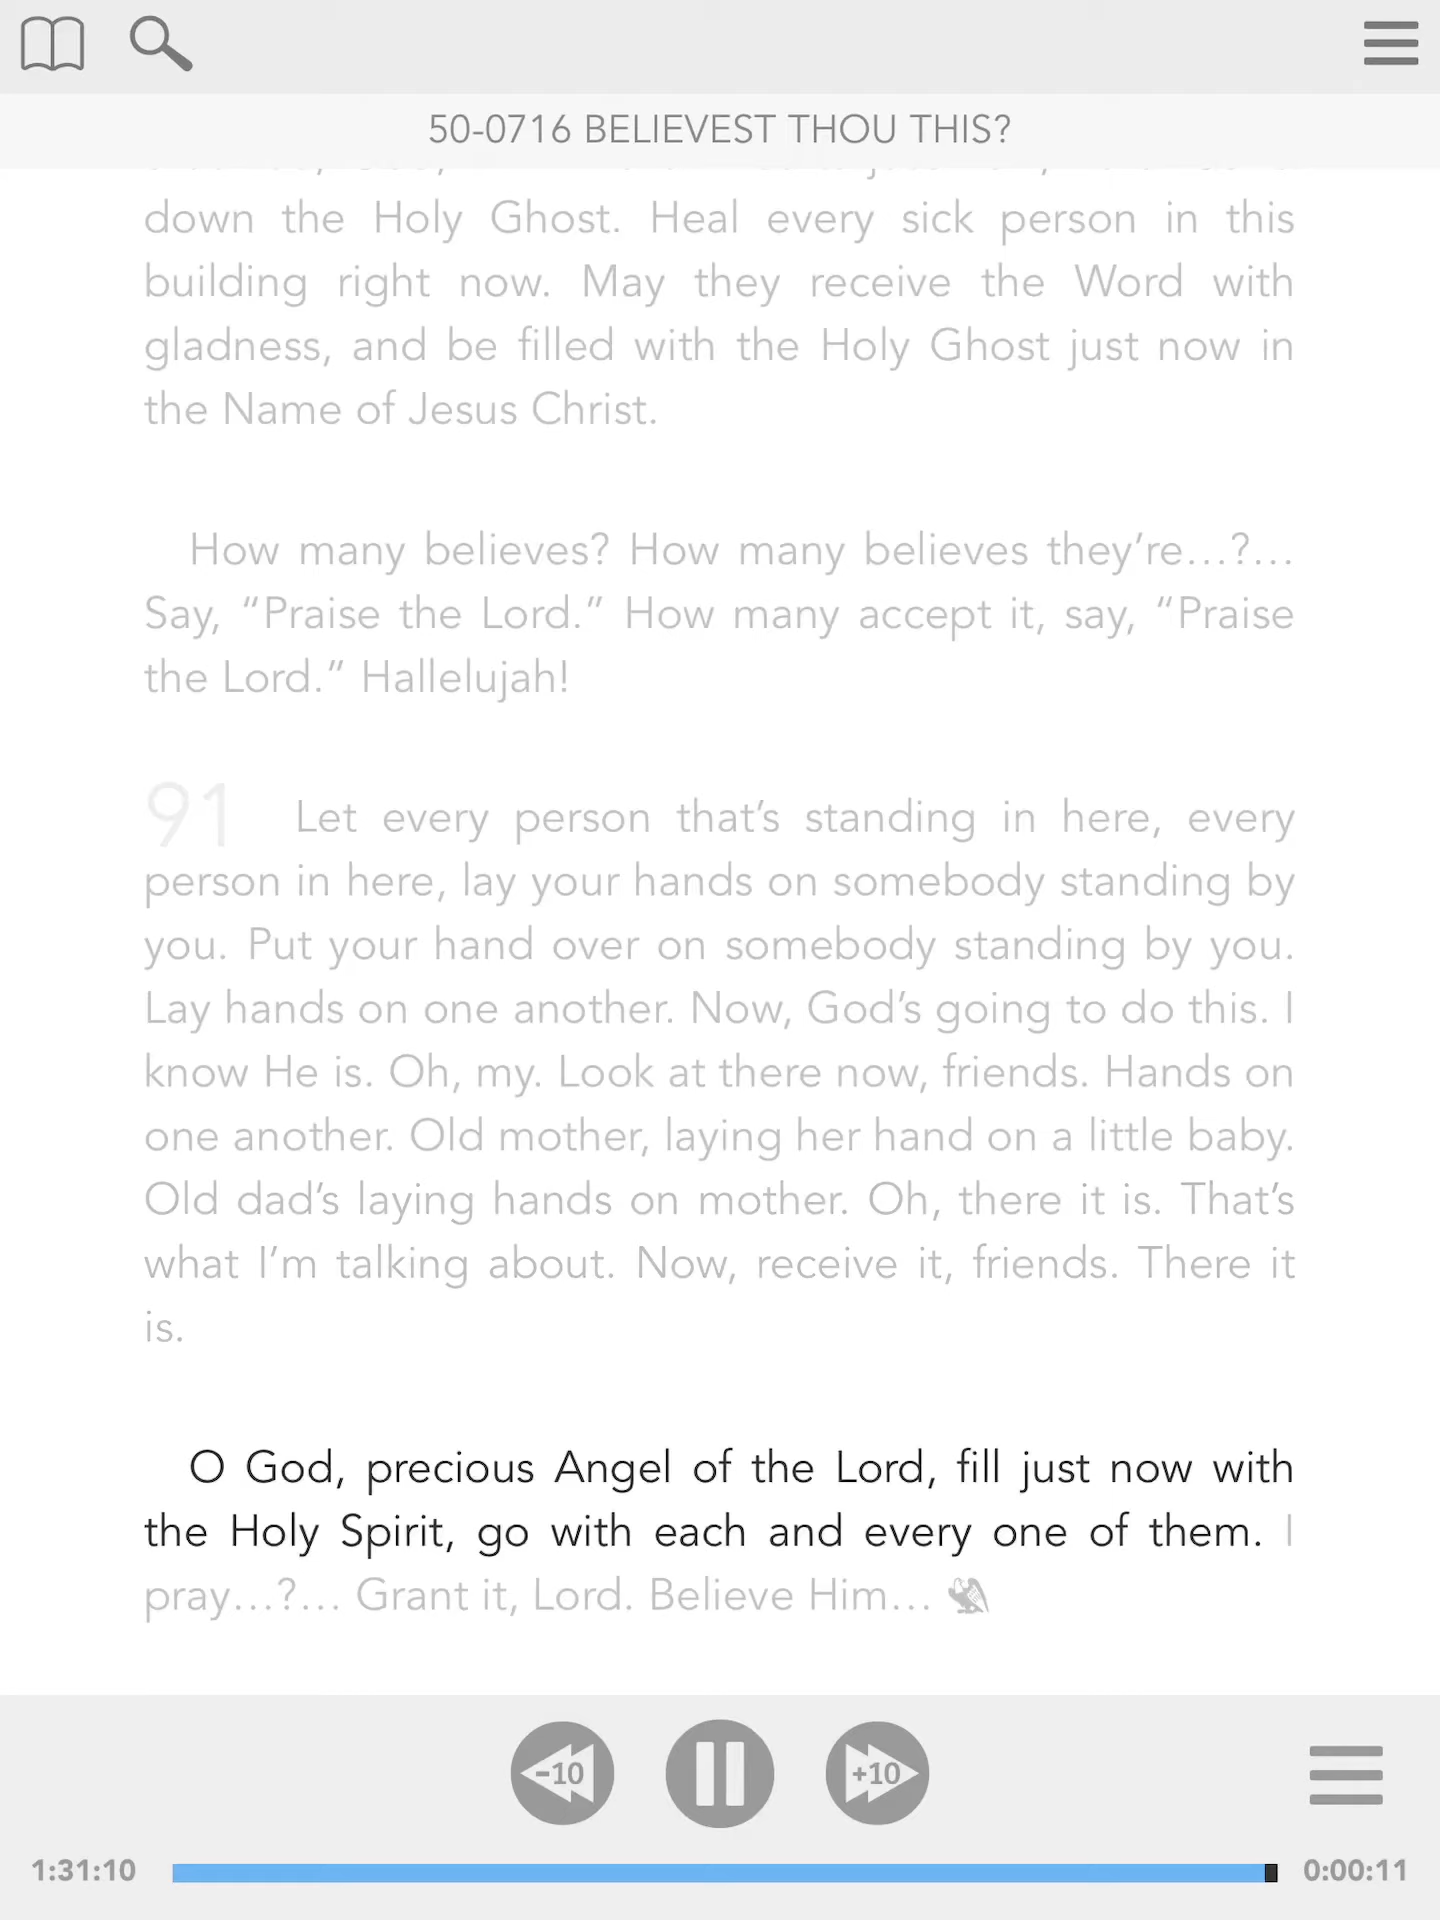 50-0716 BELIEVEST THOU THIS?
down the Holy Ghost. Heal every sick person in this
building right now. May they receive the Word with
gladness, and be filled with the Holy Ghost just now in
the Name of Jesus Christ.
How many believes? How many believes they’re…?…
Say, “Praise the Lord.” How many accept it, say, “Praise
the Lord.” Hallelujah!
91 Let every person that’s standing in here, every
person in here, lay your hands on somebody standing by
you. Put your hand over on somebody standing by you.
Lay hands on one another. Now, God’s going to do this. I
know He is. Oh, my. Look at there now, friends. Hands on
one another. Old mother, laying her hand on a little baby.
Old dad’s laying hands on mother. Oh, there it is. That’s
what I’m talking about. Now, receive it, friends. There it
is.
O God, precious Angel of the Lord, fill just now with
the Holy Spirit, go with each and every one of them. I
pray…?… Grant it, Lord. Believe Him…
-10 +10
1:31:10 0:00:11